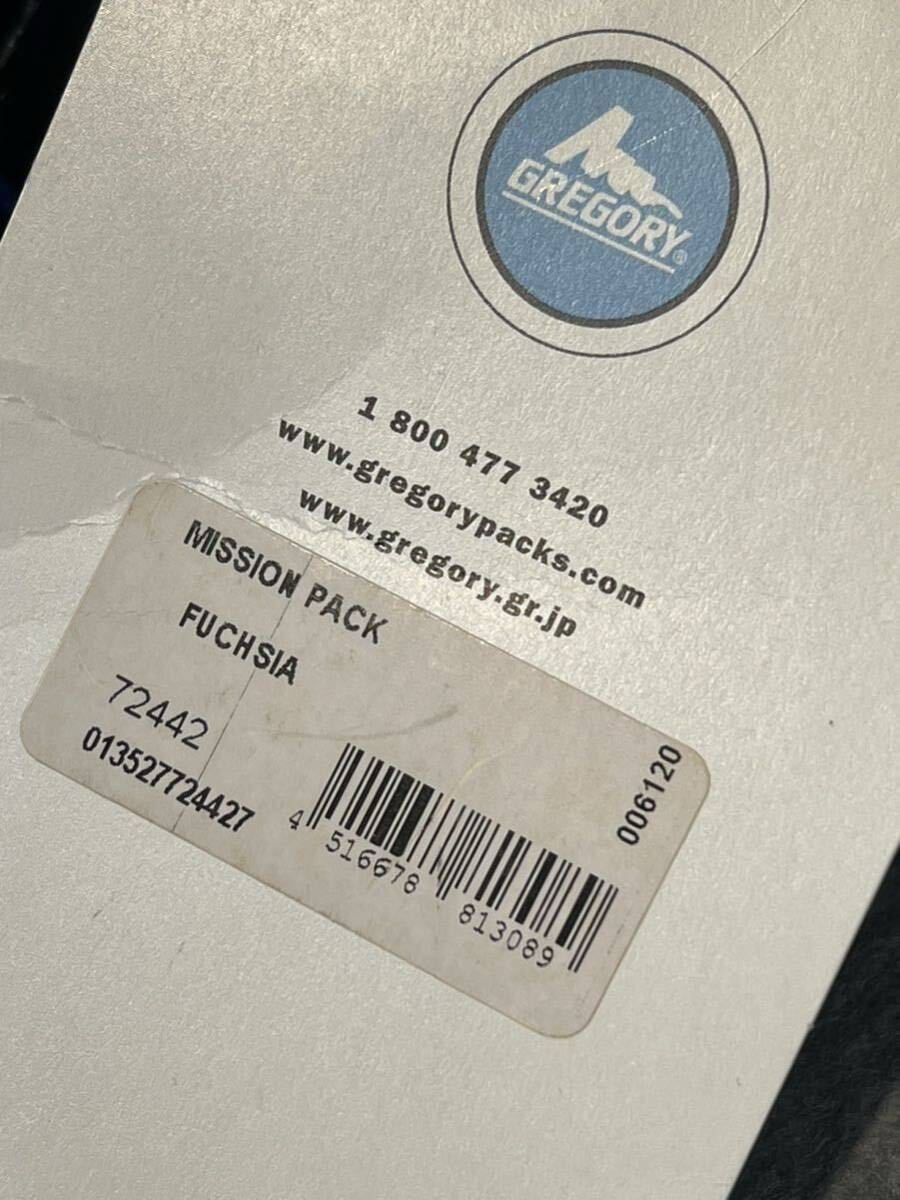 GREGORY®
1 800 477 3420
www.gregorypacks.com
www.gregory.gr.jp
MISSION PACK
FUCHSIA
72442
013527724427
006120
4 516678 813089